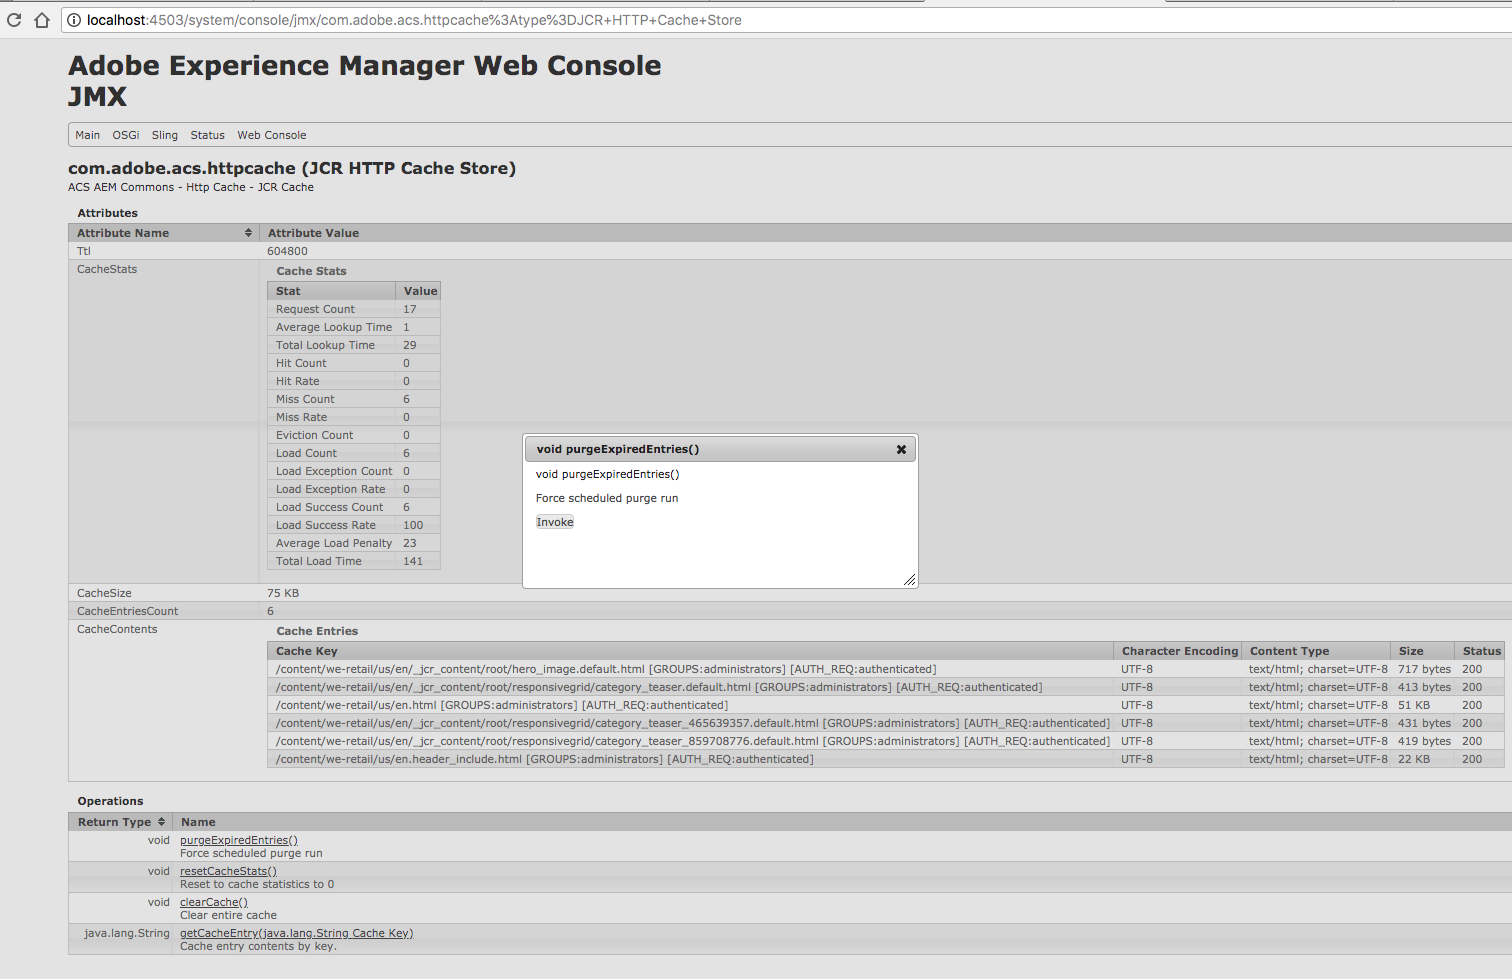 localhost:4503/system/console/jmx/com.adobe.acs.httpcache%3Atype%3DJCR+HTTP+Cache+Store
Adobe Experience Manager Web Console
JMX
Main OSGi Sling Status Web Console
com.adobe.acs.httpcache (JCR HTTP Cache Store)
ACS AEM Commons - Http Cache - JCR Cache
Attributes
Attribute Name Attribute Value
Ttl 604800
CacheStats Cache Stats
Stat Value
Request Count 17
Average Lookup Time 1
Total Lookup Time 29
Hit Count 0
Hit Rate 0
Miss Count 6
Miss Rate 0
Eviction Count 0
Load Count 6
Load Exception Count 0
Load Exception Rate 0
Load Success Count 6
Load Success Rate 100
Average Load Penalty 23
Total Load Time 141
void purgeExpiredEntries()
void purgeExpiredEntries()
Force scheduled purge run
Invoke
CacheSize 75 KB
CacheEntriesCount 6
CacheContents Cache Entries
Cache Key Character Encoding Content Type Size Status
/content/we-retail/us/en/_jcr_content/root/hero_image.default.html [GROUPS:administrators] [AUTH_REQ:authenticated] UTF-8 text/html; charset=UTF-8 717 bytes 200
/content/we-retail/us/en/_jcr_content/root/responsivegrid/category_teaser.default.html [GROUPS:administrators] [AUTH_REQ:authenticated] UTF-8 text/html; charset=UTF-8 413 bytes 200
/content/we-retail/us/en.html [GROUPS:administrators] [AUTH_REQ:authenticated] UTF-8 text/html; charset=UTF-8 51 KB 200
/content/we-retail/us/en/_jcr_content/root/responsivegrid/category_teaser_465639357.default.html [GROUPS:administrators] [AUTH_REQ:authenticated] UTF-8 text/html; charset=UTF-8 431 bytes 200
/content/we-retail/us/en/_jcr_content/root/responsivegrid/category_teaser_859708776.default.html [GROUPS:administrators] [AUTH_REQ:authenticated] UTF-8 text/html; charset=UTF-8 419 bytes 200
/content/we-retail/us/en.header_include.html [GROUPS:administrators] [AUTH_REQ:authenticated] UTF-8 text/html; charset=UTF-8 22 KB 200
Operations
Return Type Name
void purgeExpiredEntries()
Force scheduled purge run
void resetCacheStats()
Reset to cache statistics to 0
void clearCache()
Clear entire cache
java.lang.String getCacheEntry(java.lang.String Cache Key)
Cache entry contents by key.